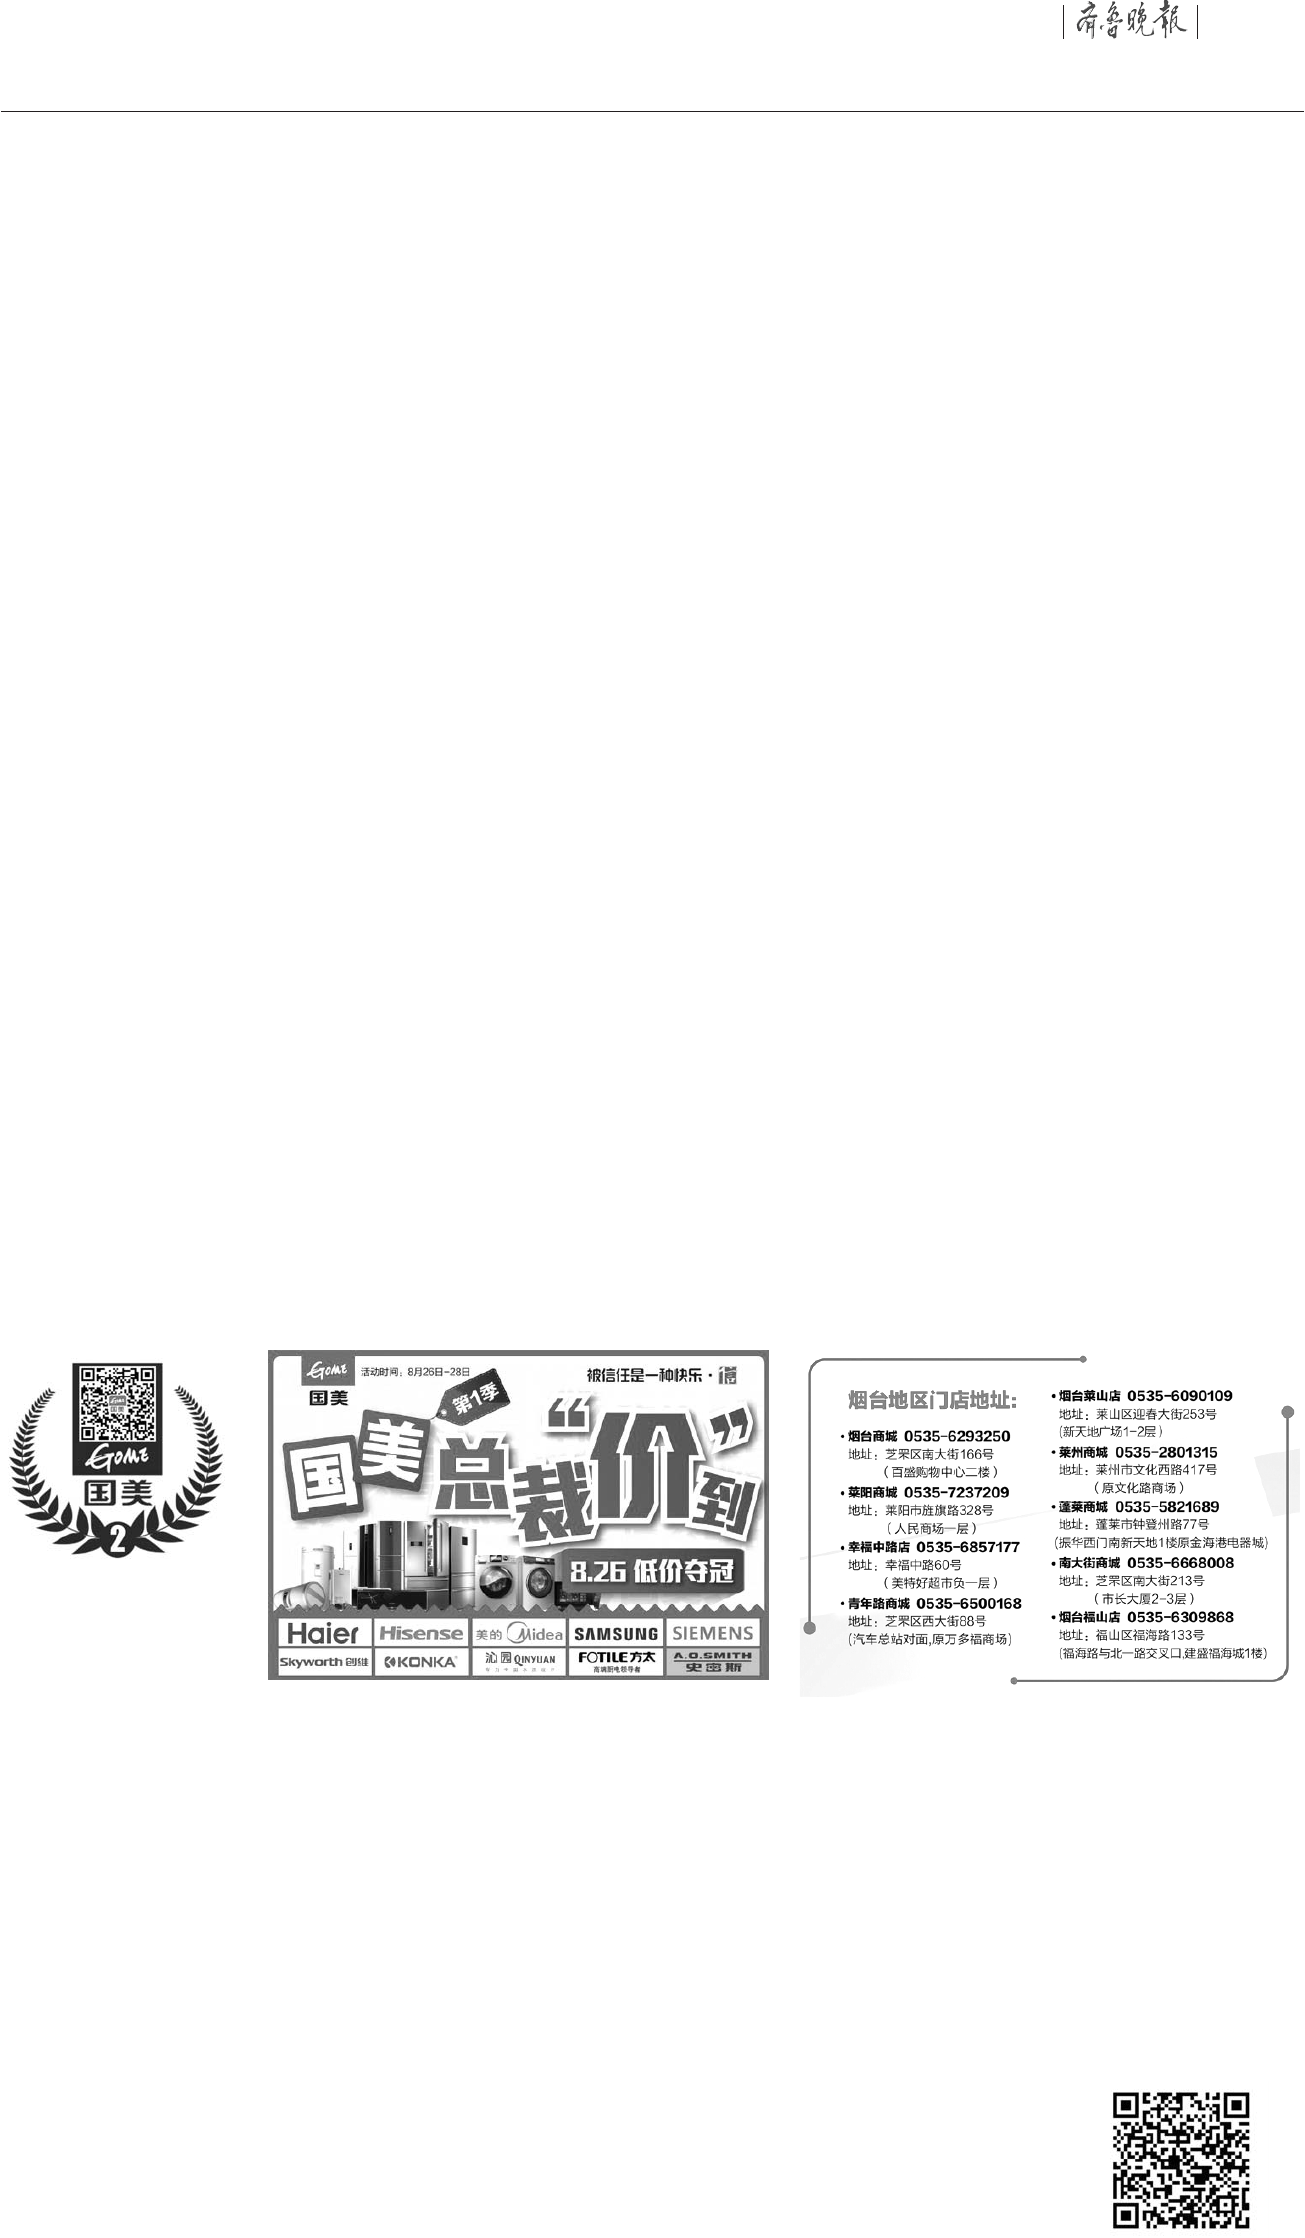 齐鲁晚报
GOME
国美
2
GOME
国美
活动时间：8月26日-28日
被信任是一种快乐·
第1季
国美总裁“价”到
8.26 低价夺冠
Haier
Hisense
美的 Midea
SAMSUNG
SIEMENS
Skyworth 创维
KONKA
沁园 QINYUAN
FOTILE 方太
高端厨电领导者
A.O.SMITH
史密斯
烟台地区门店地址:
•烟台商城 0535-6293250
地址：芝罘区南大街166号
（百盛购物中心二楼）
•莱阳商城 0535-7237209
地址：莱阳市旌旗路328号
（人民商场一层）
•幸福中路店 0535-6857177
地址：幸福中路60号
（美特好超市负一层）
•青年路商城 0535-6500168
地址：芝罘区西大街88号
(汽车总站对面,原万多福商场)
•烟台莱山店 0535-6090109
地址：莱山区迎春大街253号
(新天地广场1-2层）
•莱州商城 0535-2801315
地址：莱州市文化西路417号
（原文化路商场）
•蓬莱商城 0535-5821689
地址：蓬莱市钟登州路77号
(振华西门南新天地1楼原金海港电器城)
•南大街商城 0535-6668008
地址：芝罘区南大街213号
（市长大厦2-3层）
•烟台福山店 0535-6309868
地址：福山区福海路133号
(福海路与北一路交叉口,建盛福海城1楼)